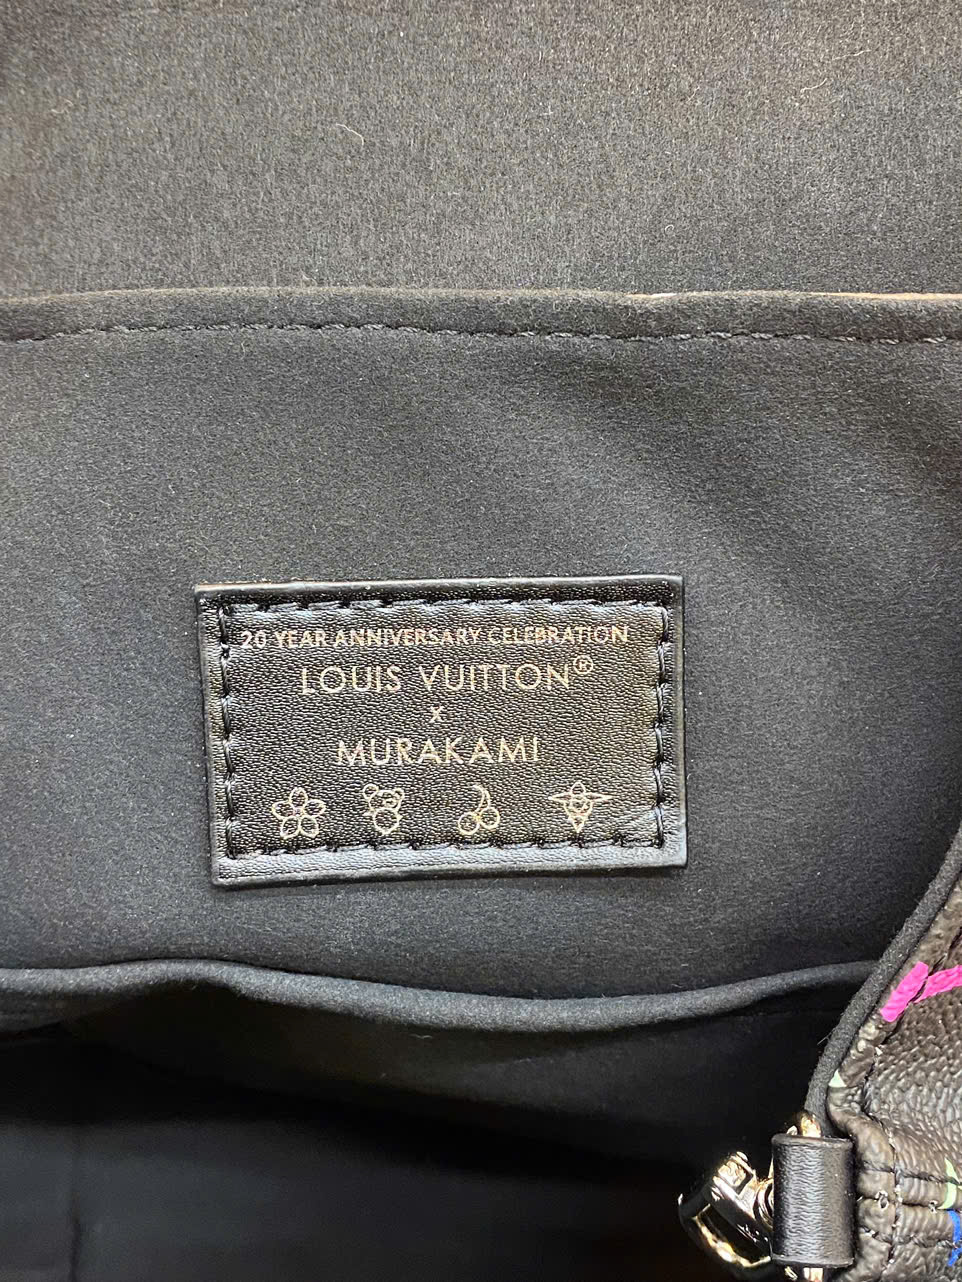 20 YEAR ANNIVERSARY CELEBRATION
LOUIS VUITTON®
x
MURAKAMI